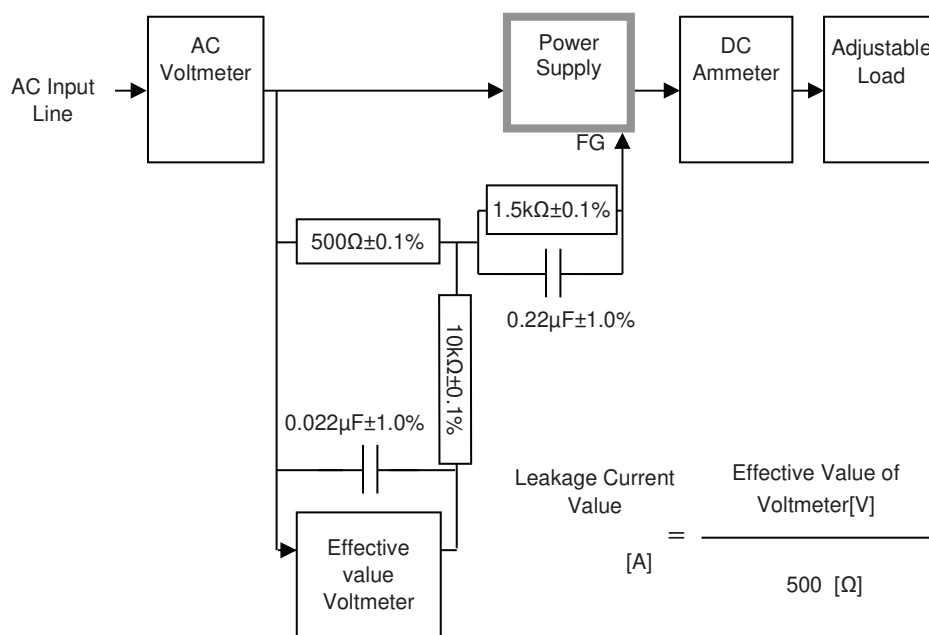 AC
Voltmeter
Power
Supply
DC
Ammeter
Adjustable
Load
AC Input
Line
FG
1.5kΩ±0.1%
500Ω±0.1%
0.22µF±1.0%
10kΩ±0.1%
0.022µF±1.0%
Effective
value
Voltmeter
Leakage Current
Value
[A]
=
Effective Value of
Voltmeter[V]
500 [Ω]